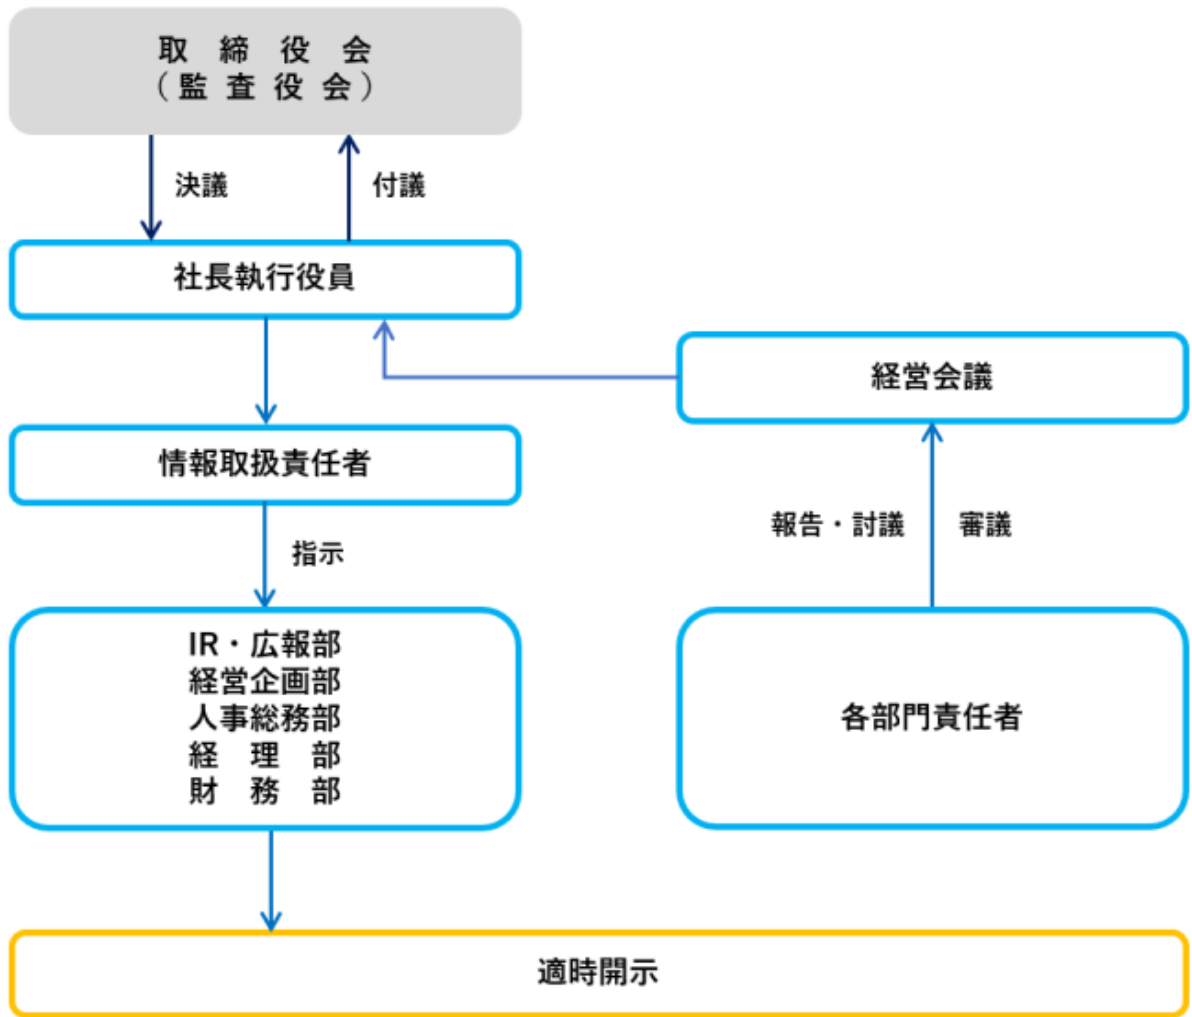 取　締　役　会
（ 監　査　役　会 ）
決議
付議
社長執行役員
経営会議
情報取扱責任者
報告・討議
審議
指示
IR・広報部
経営企画部
人事総務部
経　理　部
財　務　部
各部門責任者
適時開示